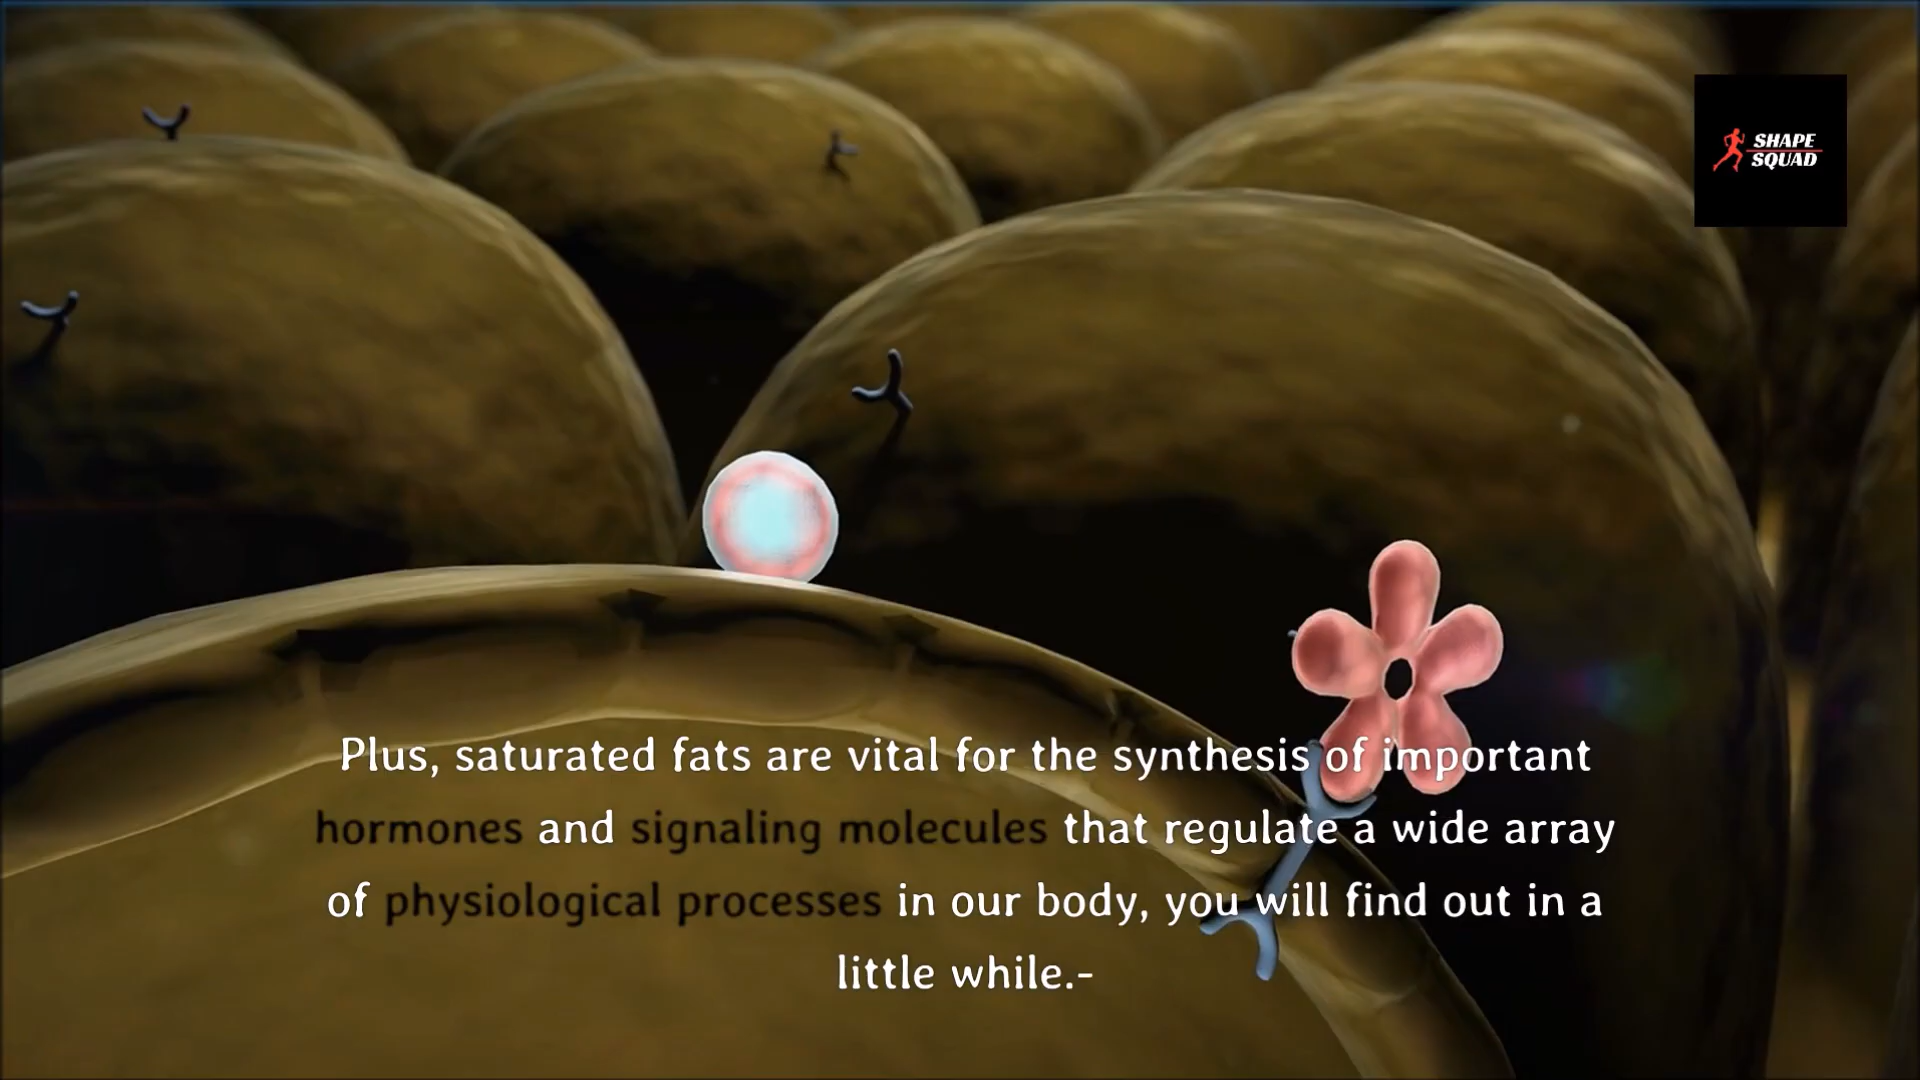 SHAPE
SQUAD
Plus, saturated fats are vital for the synthesis of important
hormones and signaling molecules that regulate a wide array
of physiological processes in our body, you will find out in a
little while.-